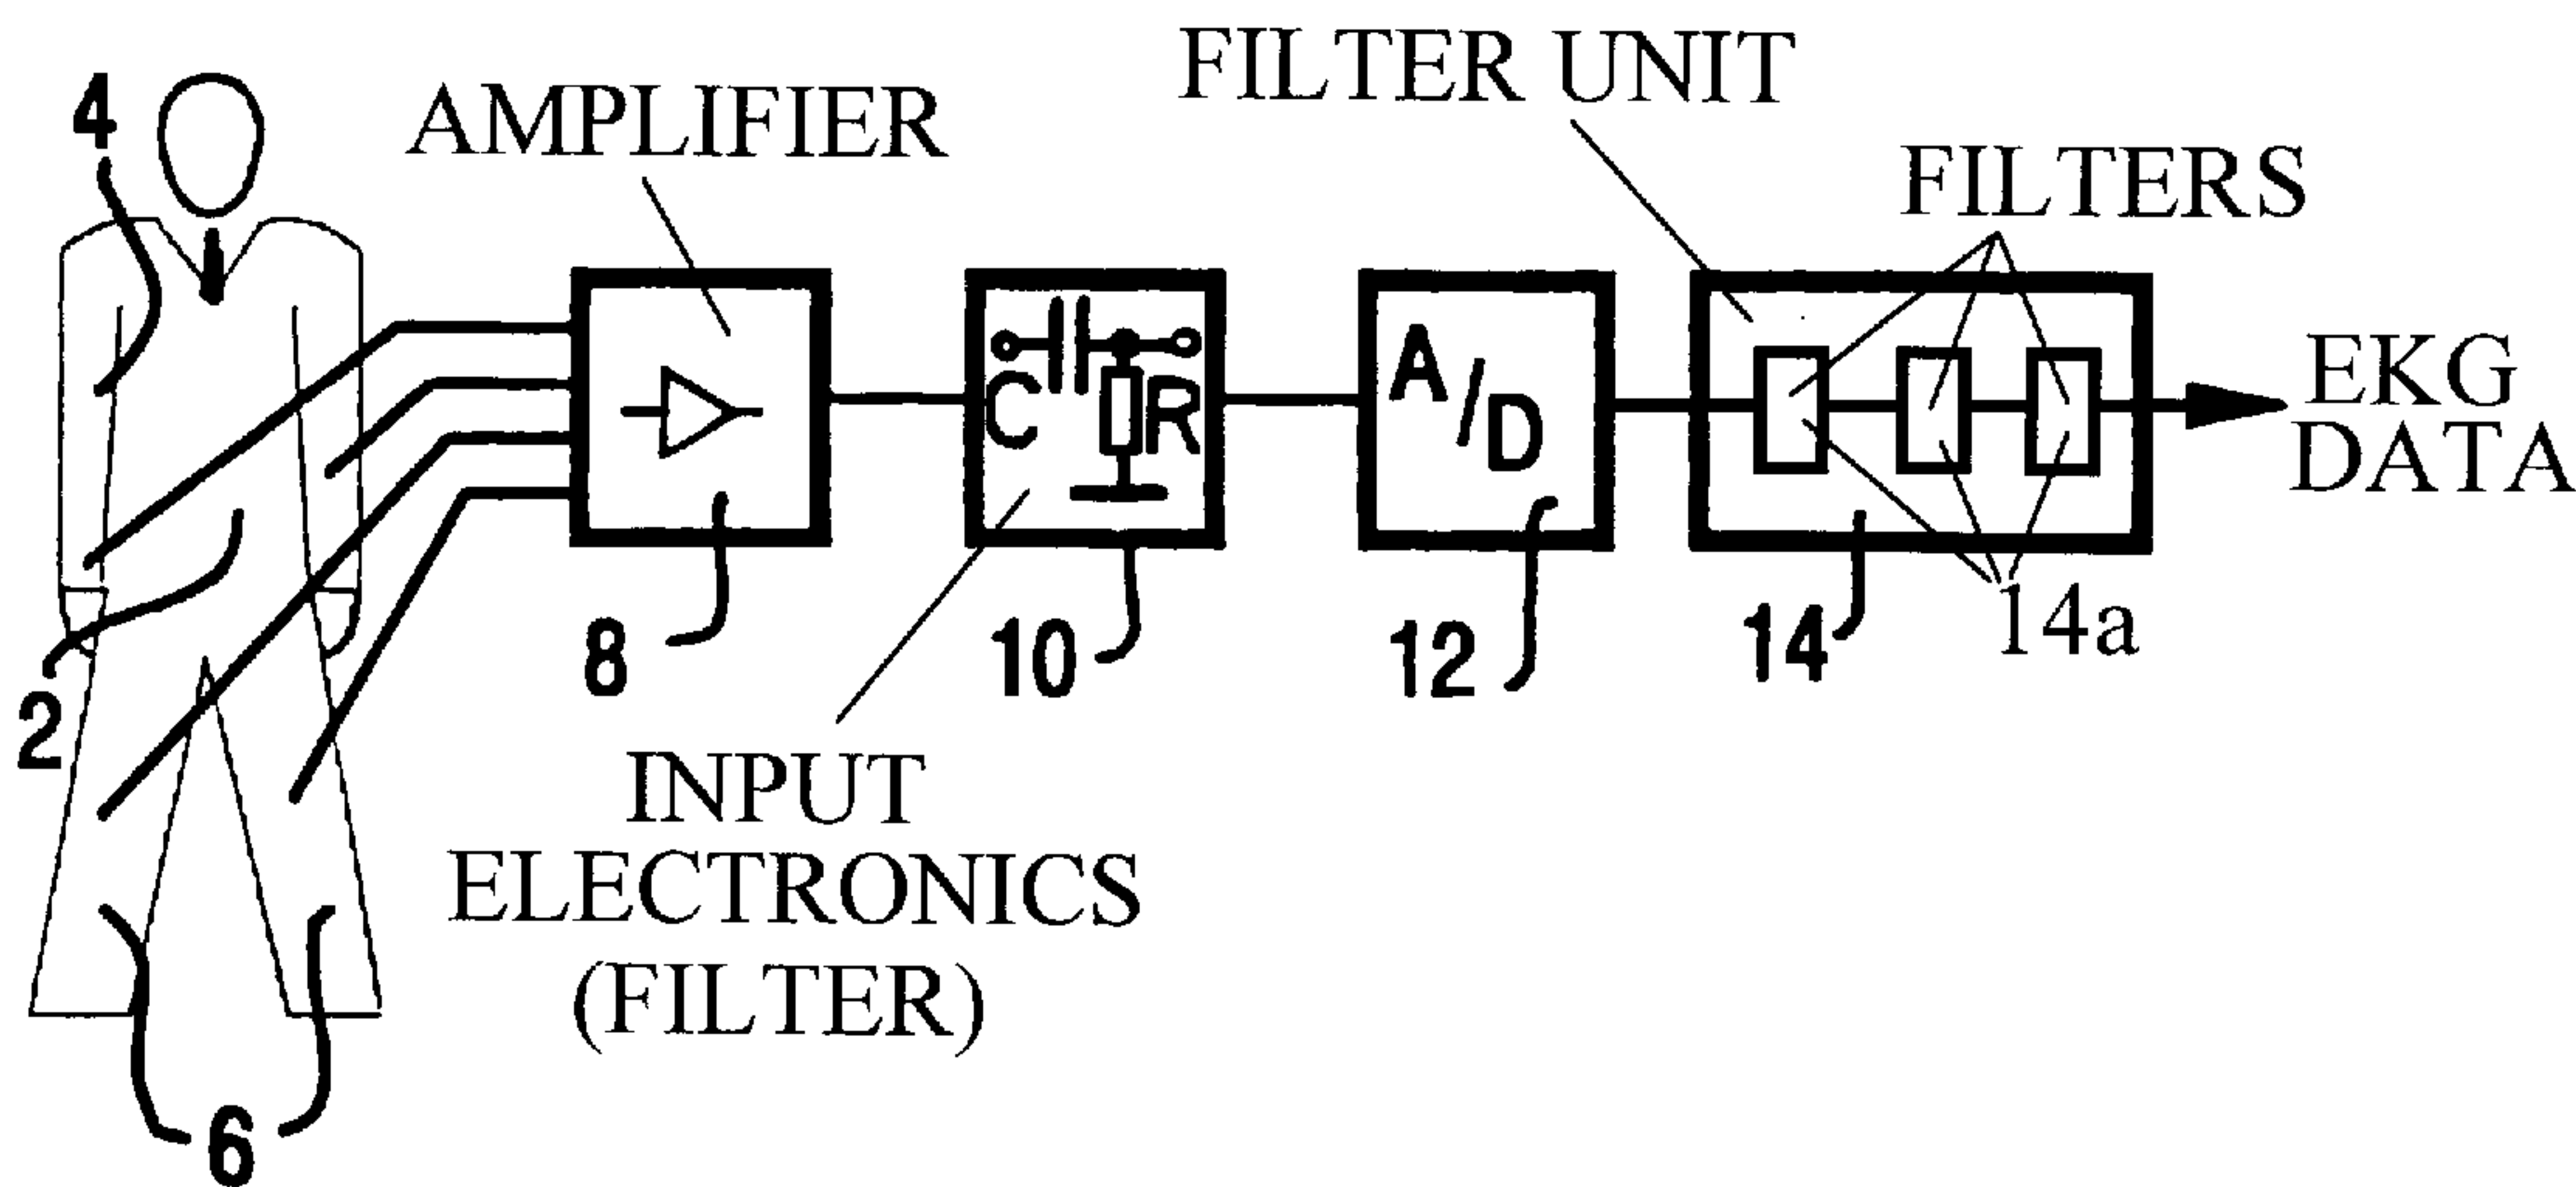 FILTER UNIT
4
AMPLIFIER
FILTERS
A/D
C
R
EKG
DATA
8
10
12
14
14a
2
INPUT
ELECTRONICS
(FILTER)
6